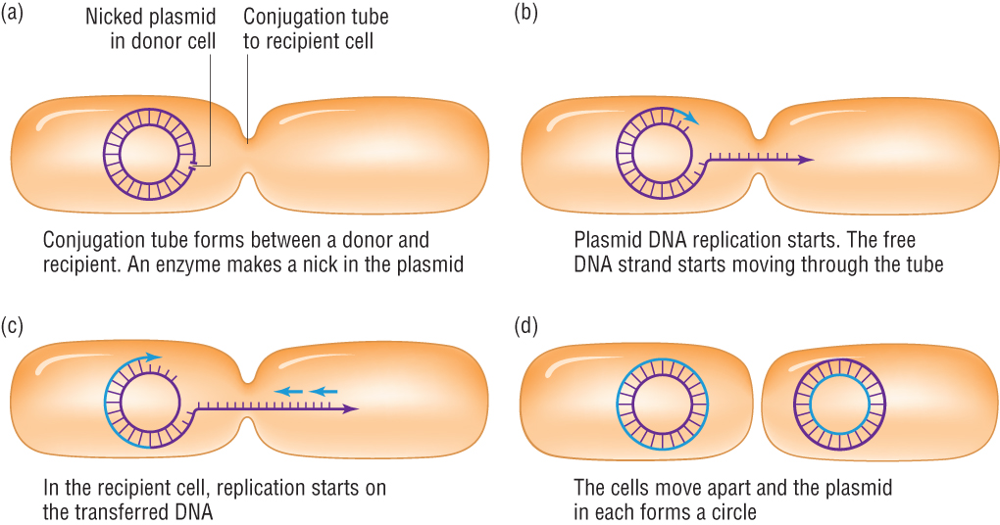 (a)
Nicked plasmid
in donor cell
Conjugation tube
to recipient cell
Conjugation tube forms between a donor and
recipient. An enzyme makes a nick in the plasmid
(b)
Plasmid DNA replication starts. The free
DNA strand starts moving through the tube
(c)
In the recipient cell, replication starts on
the transferred DNA
(d)
The cells move apart and the plasmid
in each forms a circle